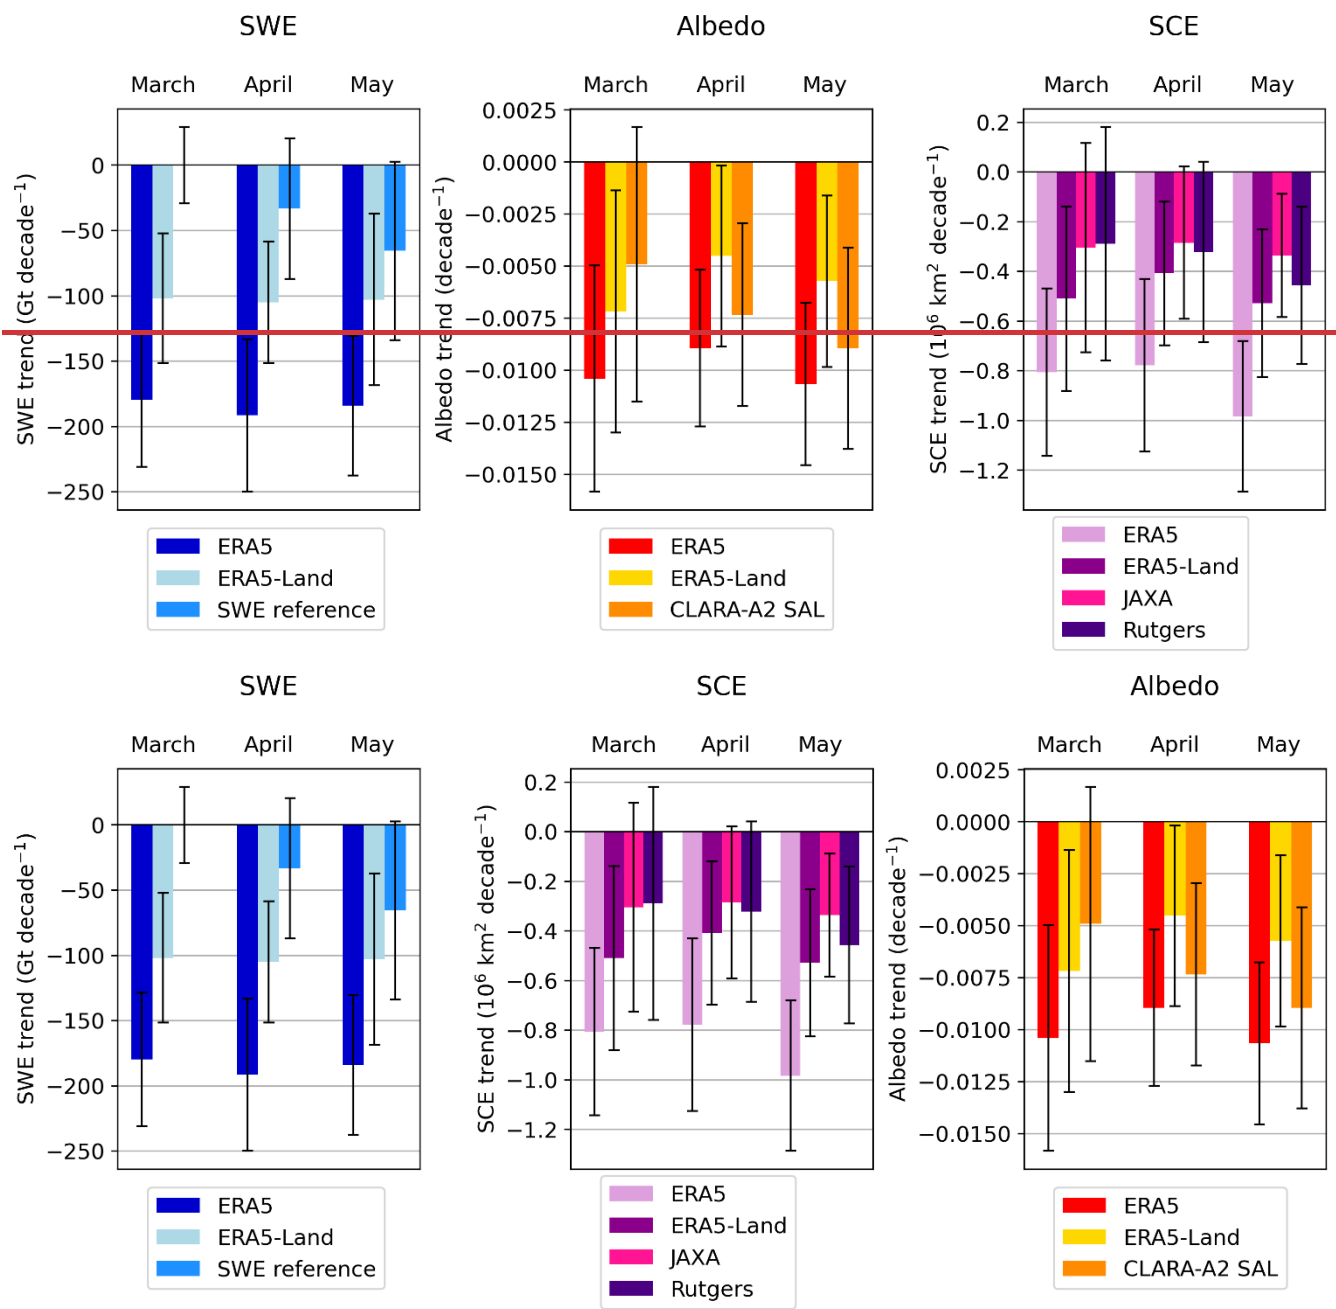 SWE
March April May
0
−50
−100
−150
−200
−250
SWE trend (Gt decade⁻¹)
ERA5
ERA5-Land
SWE reference
Albedo
March April May
0.0025
0.0000
−0.0025
−0.0050
−0.0075
−0.0100
−0.0125
−0.0150
Albedo trend (decade⁻¹)
ERA5
ERA5-Land
CLARA-A2 SAL
SCE
March April May
0.2
0.0
−0.2
−0.4
−0.6
−0.8
−1.0
−1.2
SCE trend (10⁶ km² decade⁻¹)
ERA5
ERA5-Land
JAXA
Rutgers
SWE
March April May
0
−50
−100
−150
−200
−250
SWE trend (Gt decade⁻¹)
ERA5
ERA5-Land
SWE reference
SCE
March April May
0.2
0.0
−0.2
−0.4
−0.6
−0.8
−1.0
−1.2
SCE trend (10⁶ km² decade⁻¹)
ERA5
ERA5-Land
JAXA
Rutgers
Albedo
March April May
0.0025
0.0000
−0.0025
−0.0050
−0.0075
−0.0100
−0.0125
−0.0150
Albedo trend (decade⁻¹)
ERA5
ERA5-Land
CLARA-A2 SAL